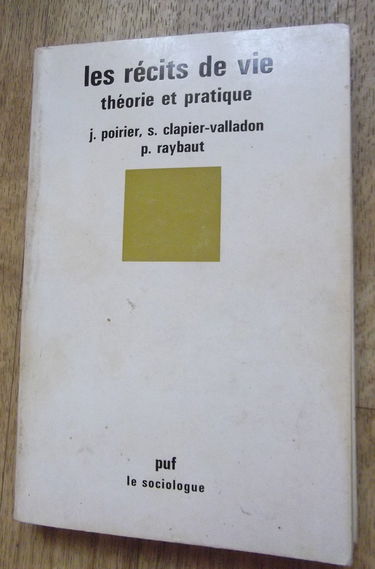 les récits de vie
théorie et pratique
j. poirier, s. clapier-valladon
p. raybaut
puf
le sociologue